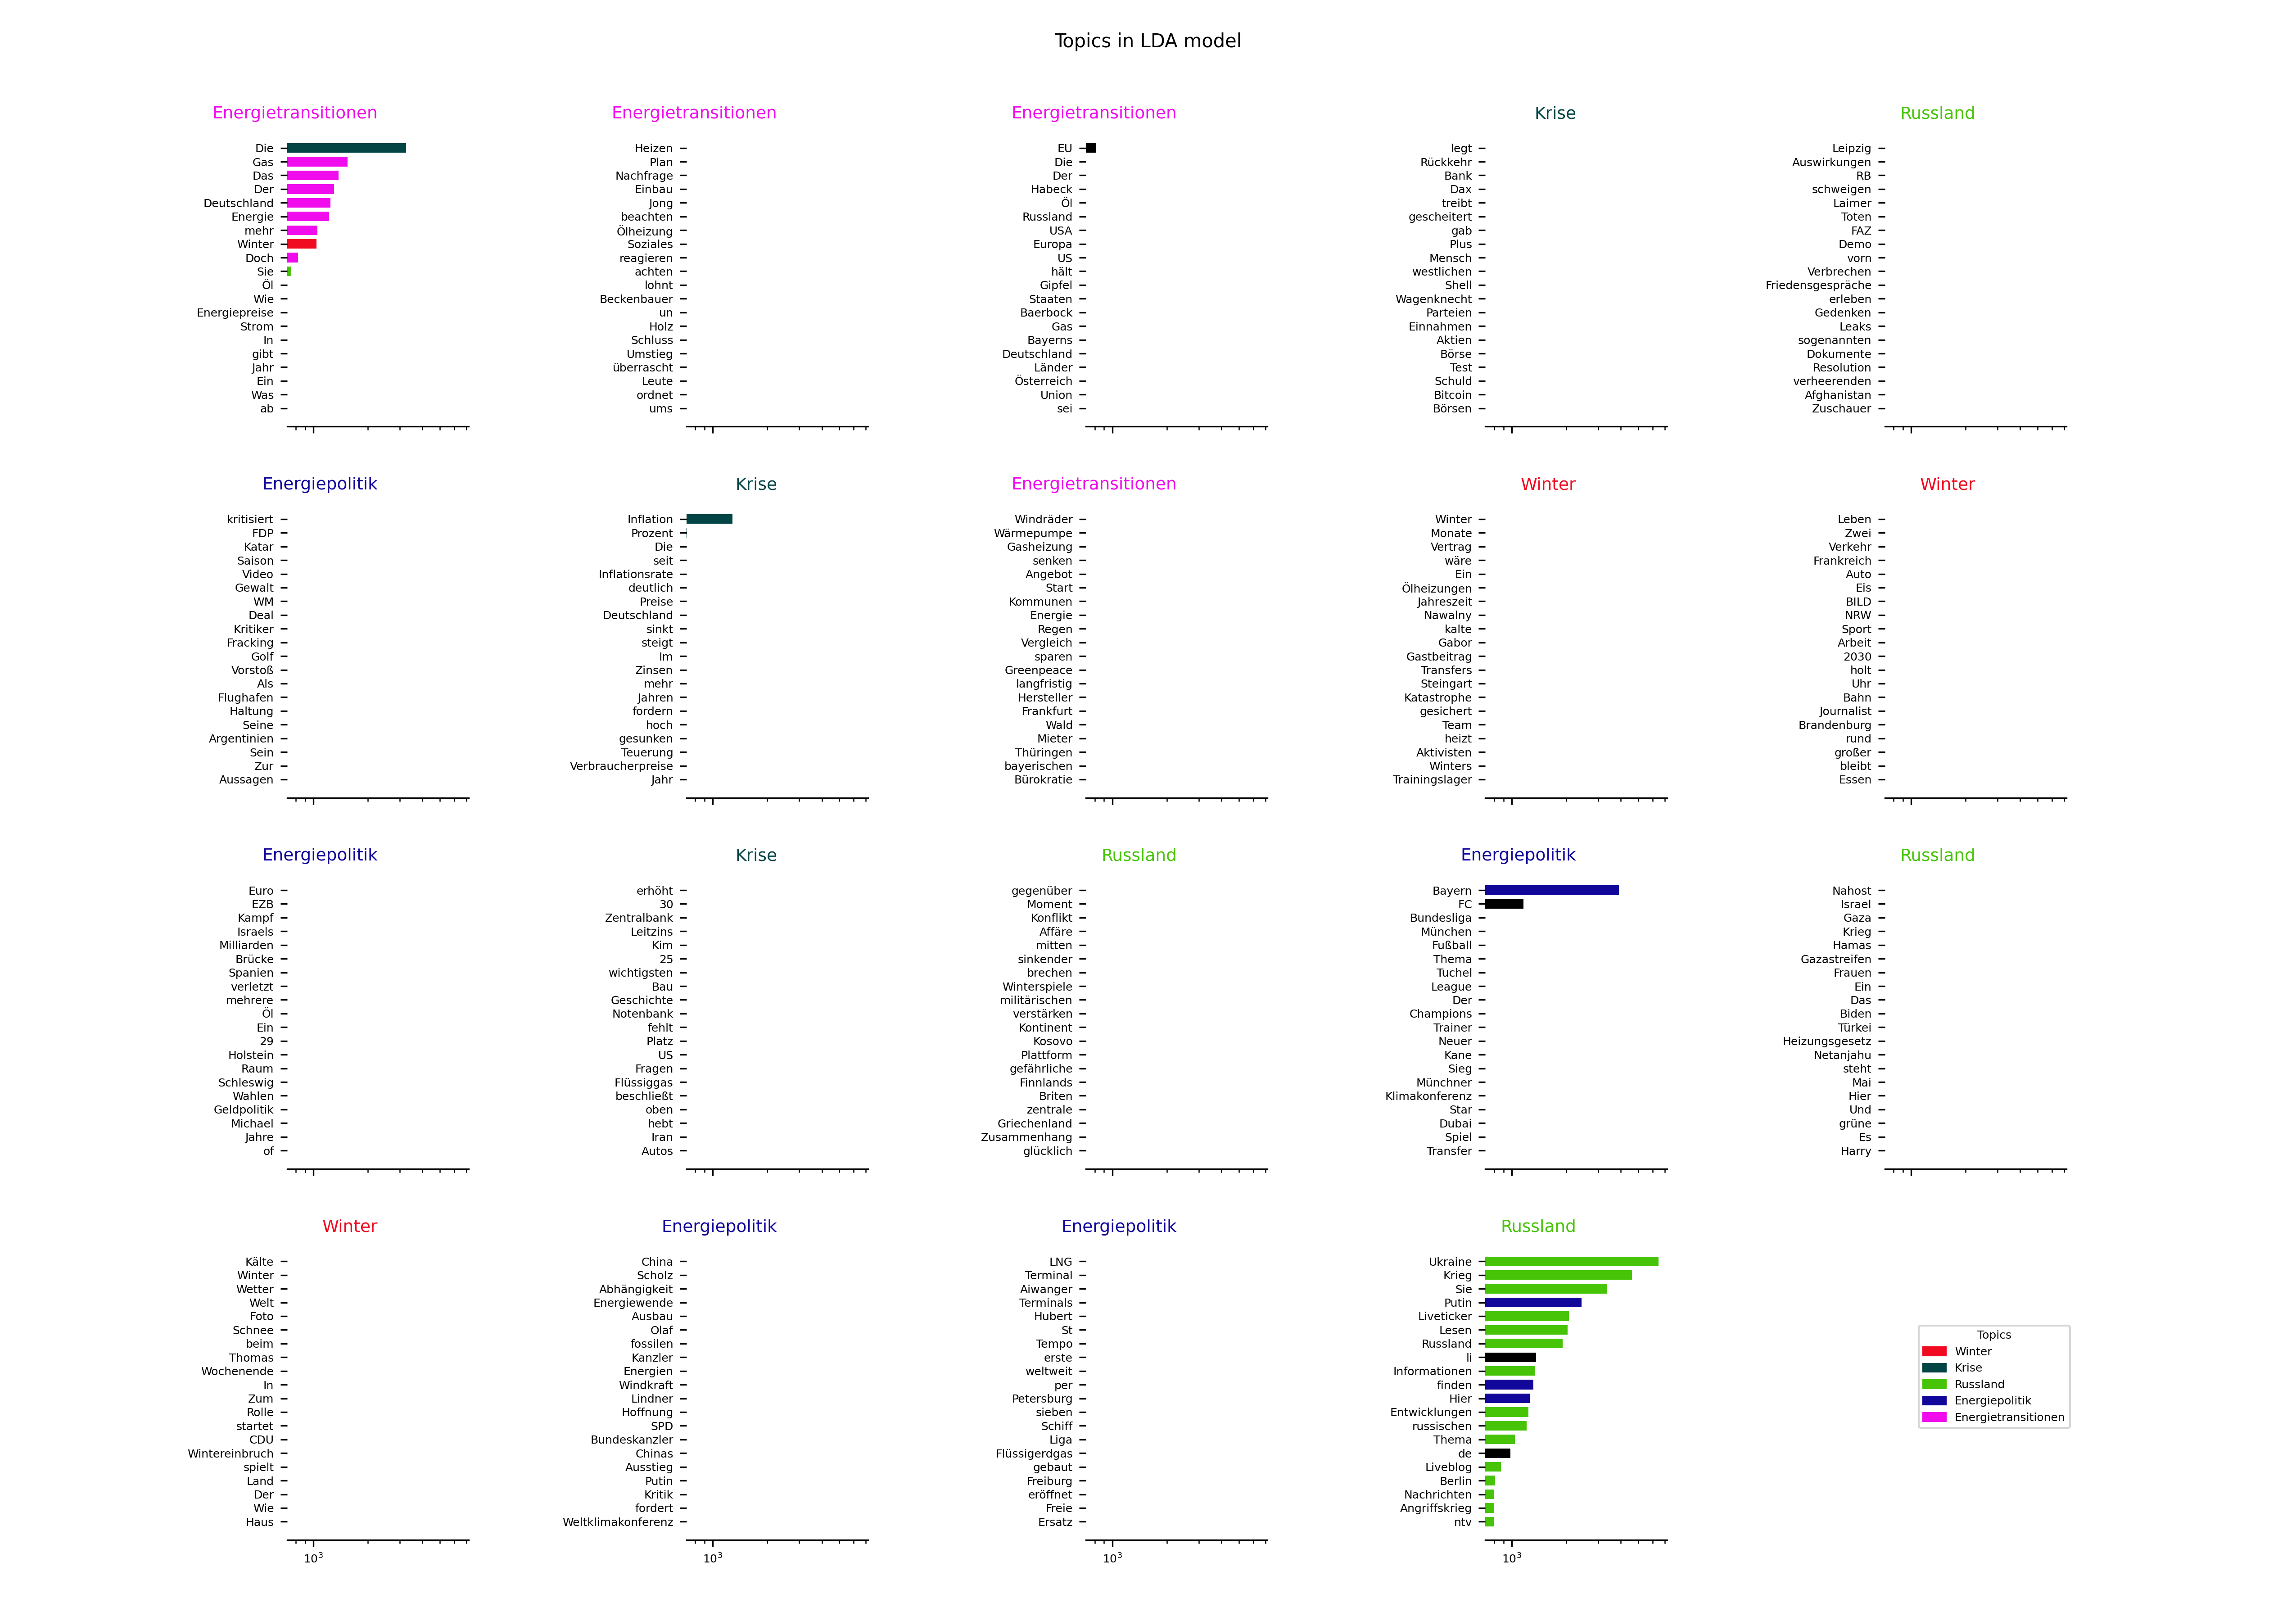 Topics in LDA model
Energietransitionen
Die
Gas
Das
Der
Deutschland
Energie
mehr
Winter
Doch
Sie
Öl
Wie
Energiepreise
Strom
In
gibt
Jahr
Ein
Was
ab
Energietransitionen
Heizen
Plan
Nachfrage
Einbau
Jong
beachten
Ölheizung
Soziales
reagieren
achten
lohnt
Beckenbauer
un
Holz
Schluss
Umstieg
überrascht
Leute
ordnet
ums
Energietransitionen
EU
Die
Der
Habeck
Öl
Russland
USA
Europa
US
hält
Gipfel
Staaten
Baerbock
Gas
Bayerns
Deutschland
Länder
Österreich
Union
sei
Krise
legt
Rückkehr
Bank
Dax
treibt
gescheitert
gab
Plus
Mensch
westlichen
Shell
Wagenknecht
Parteien
Einnahmen
Aktien
Börse
Test
Schuld
Bitcoin
Börsen
Russland
Leipzig
Auswirkungen
RB
schweigen
Laimer
Toten
FAZ
Demo
vorn
Verbrechen
Friedensgespräche
erleben
Gedenken
Leaks
sogenannten
Dokumente
Resolution
verheerenden
Afghanistan
Zuschauer
Energiepolitik
kritisiert
FDP
Katar
Saison
Video
Gewalt
WM
Deal
Kritiker
Fracking
Golf
Vorstoß
Als
Flughafen
Haltung
Seine
Argentinien
Sein
Zur
Aussagen
Krise
Inflation
Prozent
Die
seit
Inflationsrate
deutlich
Preise
Deutschland
sinkt
steigt
Im
Zinsen
mehr
Jahren
fordern
hoch
gesunken
Teuerung
Verbraucherpreise
Jahr
Energietransitionen
Windräder
Wärmepumpe
Gasheizung
senken
Angebot
Start
Kommunen
Energie
Regen
Vergleich
sparen
Greenpeace
langfristig
Hersteller
Frankfurt
Wald
Mieter
Thüringen
bayerischen
Bürokratie
Winter
Winter
Monate
Vertrag
wäre
Ein
Ölheizungen
Jahreszeit
Nawalny
kalte
Gabor
Gastbeitrag
Transfers
Steingart
Katastrophe
gesichert
Team
heizt
Aktivisten
Winters
Trainingslager
Winter
Leben
Zwei
Verkehr
Frankreich
Auto
Eis
BILD
NRW
Sport
Arbeit
2030
holt
Uhr
Bahn
Journalist
Brandenburg
rund
großer
bleibt
Essen
Energiepolitik
Euro
EZB
Kampf
Israels
Milliarden
Brücke
Spanien
verletzt
mehrere
Öl
Ein
29
Holstein
Raum
Schleswig
Wahlen
Geldpolitik
Michael
Jahre
of
Krise
erhöht
30
Zentralbank
Leitzins
Kim
25
wichtigsten
Bau
Geschichte
Notenbank
fehlt
Platz
US
Fragen
Flüssiggas
beschließt
oben
hebt
Iran
Autos
Russland
gegenüber
Moment
Konflikt
Affäre
mitten
sinkender
brechen
Winterspiele
militärischen
verstärken
Kontinent
Kosovo
Plattform
gefährliche
Finnlands
Briten
zentrale
Griechenland
Zusammenhang
glücklich
Energiepolitik
Bayern
FC
Bundesliga
München
Fußball
Thema
Tuchel
League
Der
Champions
Trainer
Neuer
Kane
Sieg
Münchner
Klimakonferenz
Star
Dubai
Spiel
Transfer
Russland
Nahost
Israel
Gaza
Krieg
Hamas
Gazastreifen
Frauen
Ein
Das
Biden
Türkei
Heizungsgesetz
Netanjahu
steht
Mai
Hier
Und
grüne
Es
Harry
Winter
Kälte
Winter
Wetter
Welt
Foto
Schnee
beim
Thomas
Wochenende
In
Zum
Rolle
startet
CDU
Wintereinbruch
spielt
Land
Der
Wie
Haus
10³
Energiepolitik
China
Scholz
Abhängigkeit
Energiewende
Ausbau
Olaf
fossilen
Kanzler
Energien
Windkraft
Lindner
Hoffnung
SPD
Bundeskanzler
Chinas
Ausstieg
Putin
Kritik
fordert
Weltklimakonferenz
10³
Energiepolitik
LNG
Terminal
Aiwanger
Terminals
Hubert
St
Tempo
erste
weltweit
per
Petersburg
sieben
Schiff
Liga
Flüssigerdgas
gebaut
Freiburg
eröffnet
Freie
Ersatz
10³
Russland
Ukraine
Krieg
Sie
Putin
Liveticker
Lesen
Russland
li
Informationen
finden
Hier
Entwicklungen
russischen
Thema
de
Liveblog
Berlin
Nachrichten
Angriffskrieg
ntv
10³
Topics
Winter
Krise
Russland
Energiepolitik
Energietransitionen